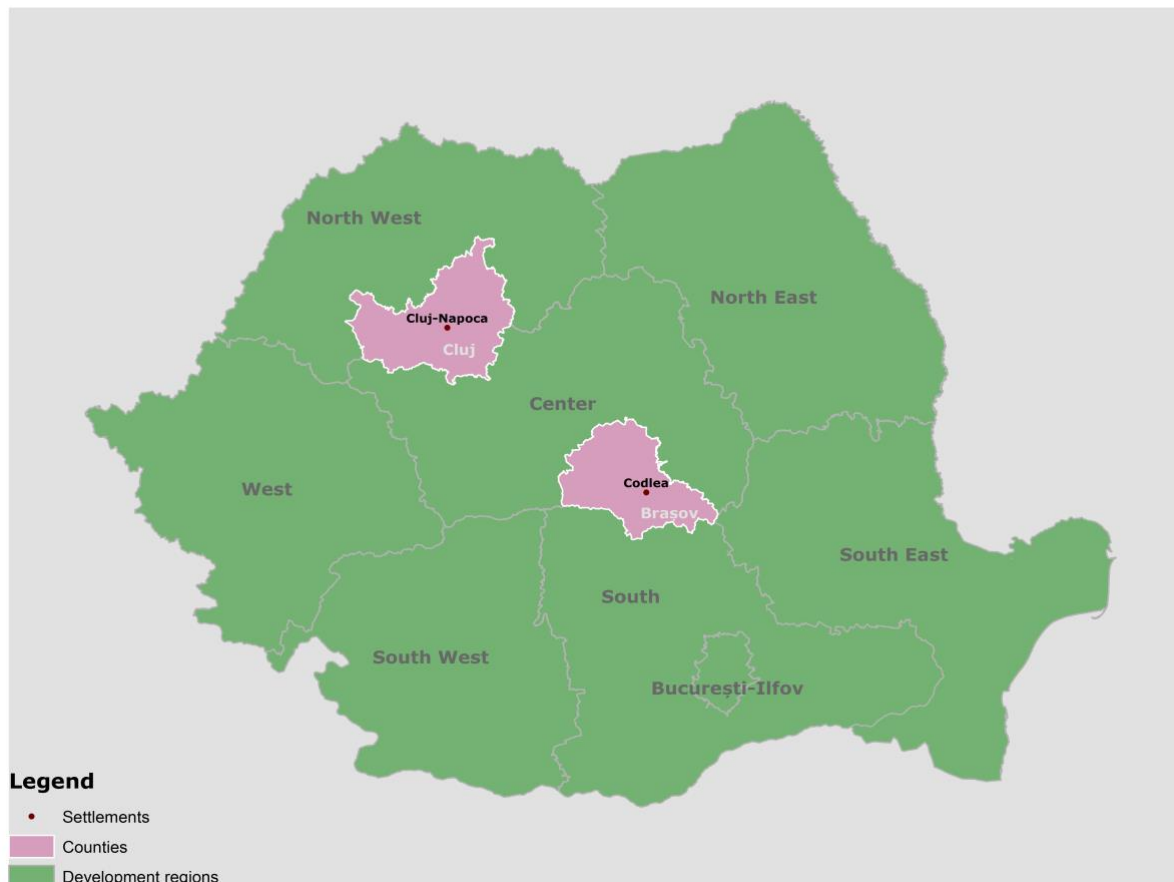 North West
North East
Cluj-Napoca
Cluj
Center
West
Codlea
Brașov
South East
South
South West
București-Ilfov
Legend
Settlements
Counties
Development regions